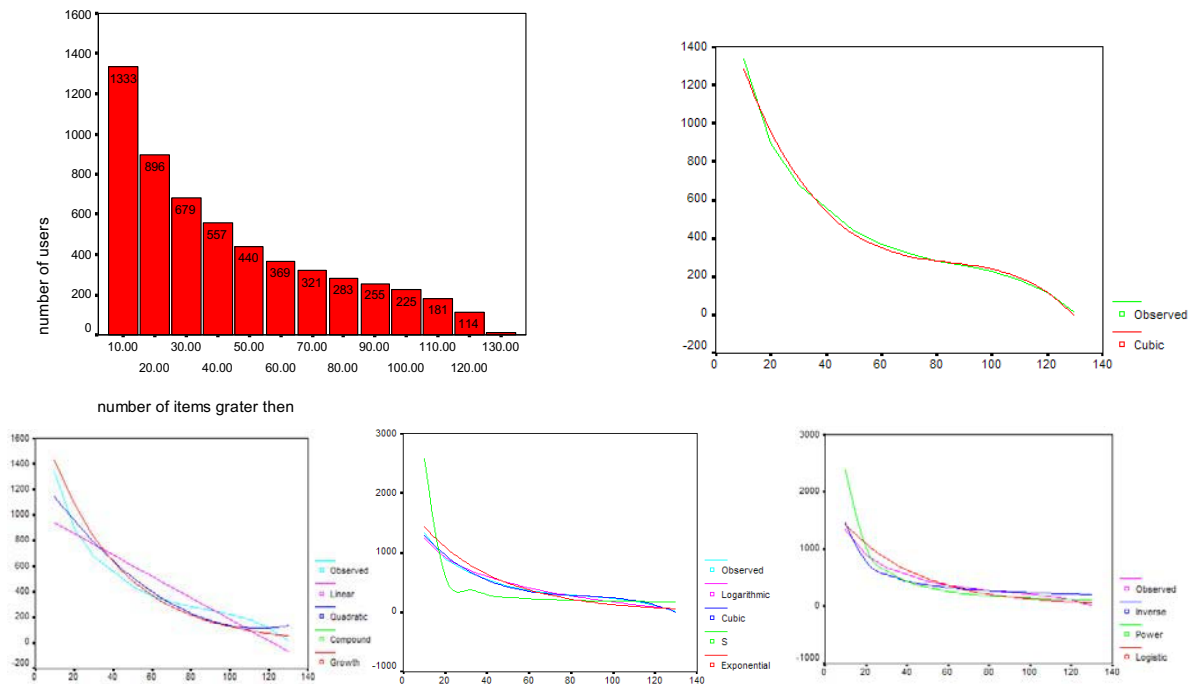 1600
1400
1200
1000
800
600
400
200
0
number of users
1333
896
679
557
440
369
321
283
255
225
181
114
10.00 30.00 50.00 70.00 90.00 110.00 130.00
20.00 40.00 60.00 80.00 100.00 120.00
number of items grater then
1400
1200
1000
800
600
400
200
0
-200
0 20 40 60 80 100 120 140
Observed
Cubic
1600
1400
1200
1000
800
600
400
200
0
-200
0 20 40 60 80 100 120 140
Observed
Linear
Quadratic
Compound
Growth
3000
2000
1000
0
-1000
0 20 40 60 80 100 120 140
Observed
Logarithmic
Cubic
S
Exponential
3000
2000
1000
0
-1000
0 20 40 60 80 100 120 140
Observed
Inverse
Power
Logistic